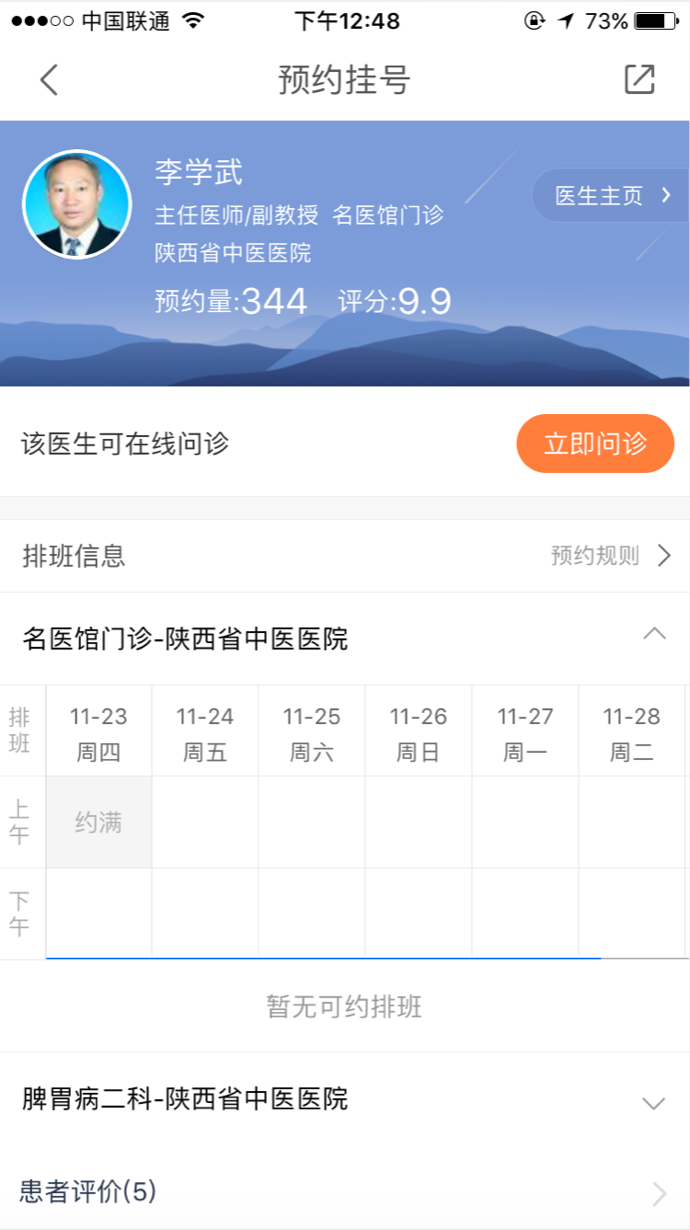 中国联通 下午12:48 73%
预约挂号
李学武
主任医师/副教授 名医馆门诊
医生主页
陕西省中医医院
预约量:344 评分:9.9
该医生可在线问诊 立即问诊
排班信息 预约规则
名医馆门诊-陕西省中医医院
排班 11-23 11-24 11-25 11-26 11-27 11-28
周四 周五 周六 周日 周一 周二
上午 约满
下午
暂无可约排班
脾胃病二科-陕西省中医医院
患者评价(5)